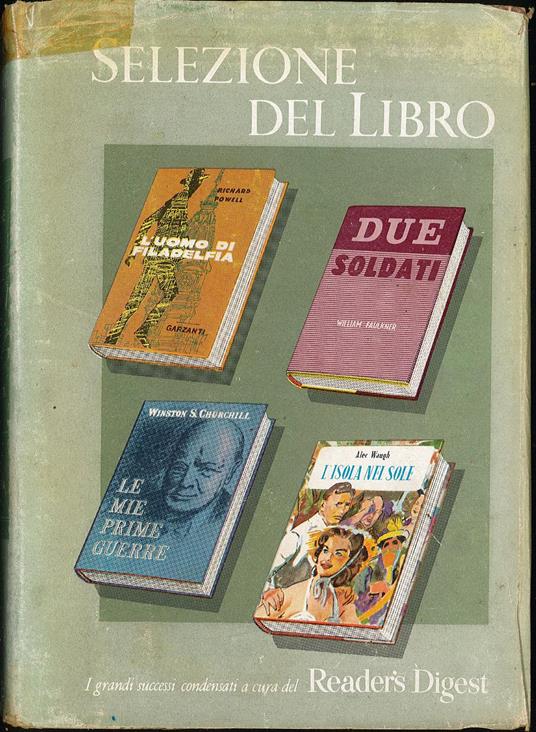 SELEZIONE
DEL LIBRO
RICHARD
POWELL
L'UOMO DI
FILADELFIA
GARZANTI
DUE
SOLDATI
WILLIAM FAULKNER
WINSTON S. CHURCHILL
LE
MIE
PRIME
GUERRE
Alec Waugh
L'ISOLA NEL SOLE
I grandi successi condensati a cura del Reader's Digest